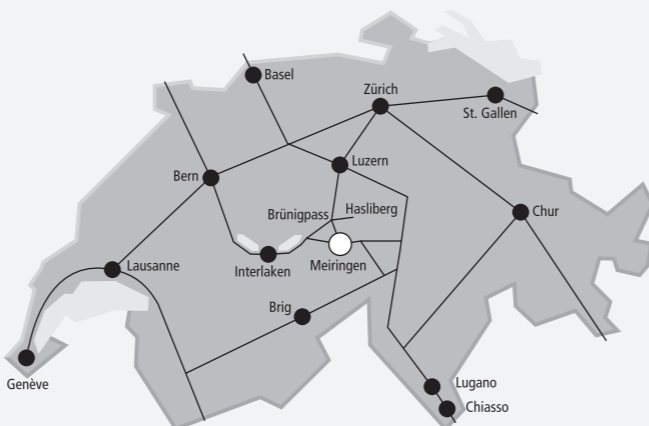 Basel
Zürich
St. Gallen
Luzern
Bern
Hasliberg
Brünigpass
Chur
Lausanne
Interlaken
Meiringen
Brig
Genève
Lugano
Chiasso